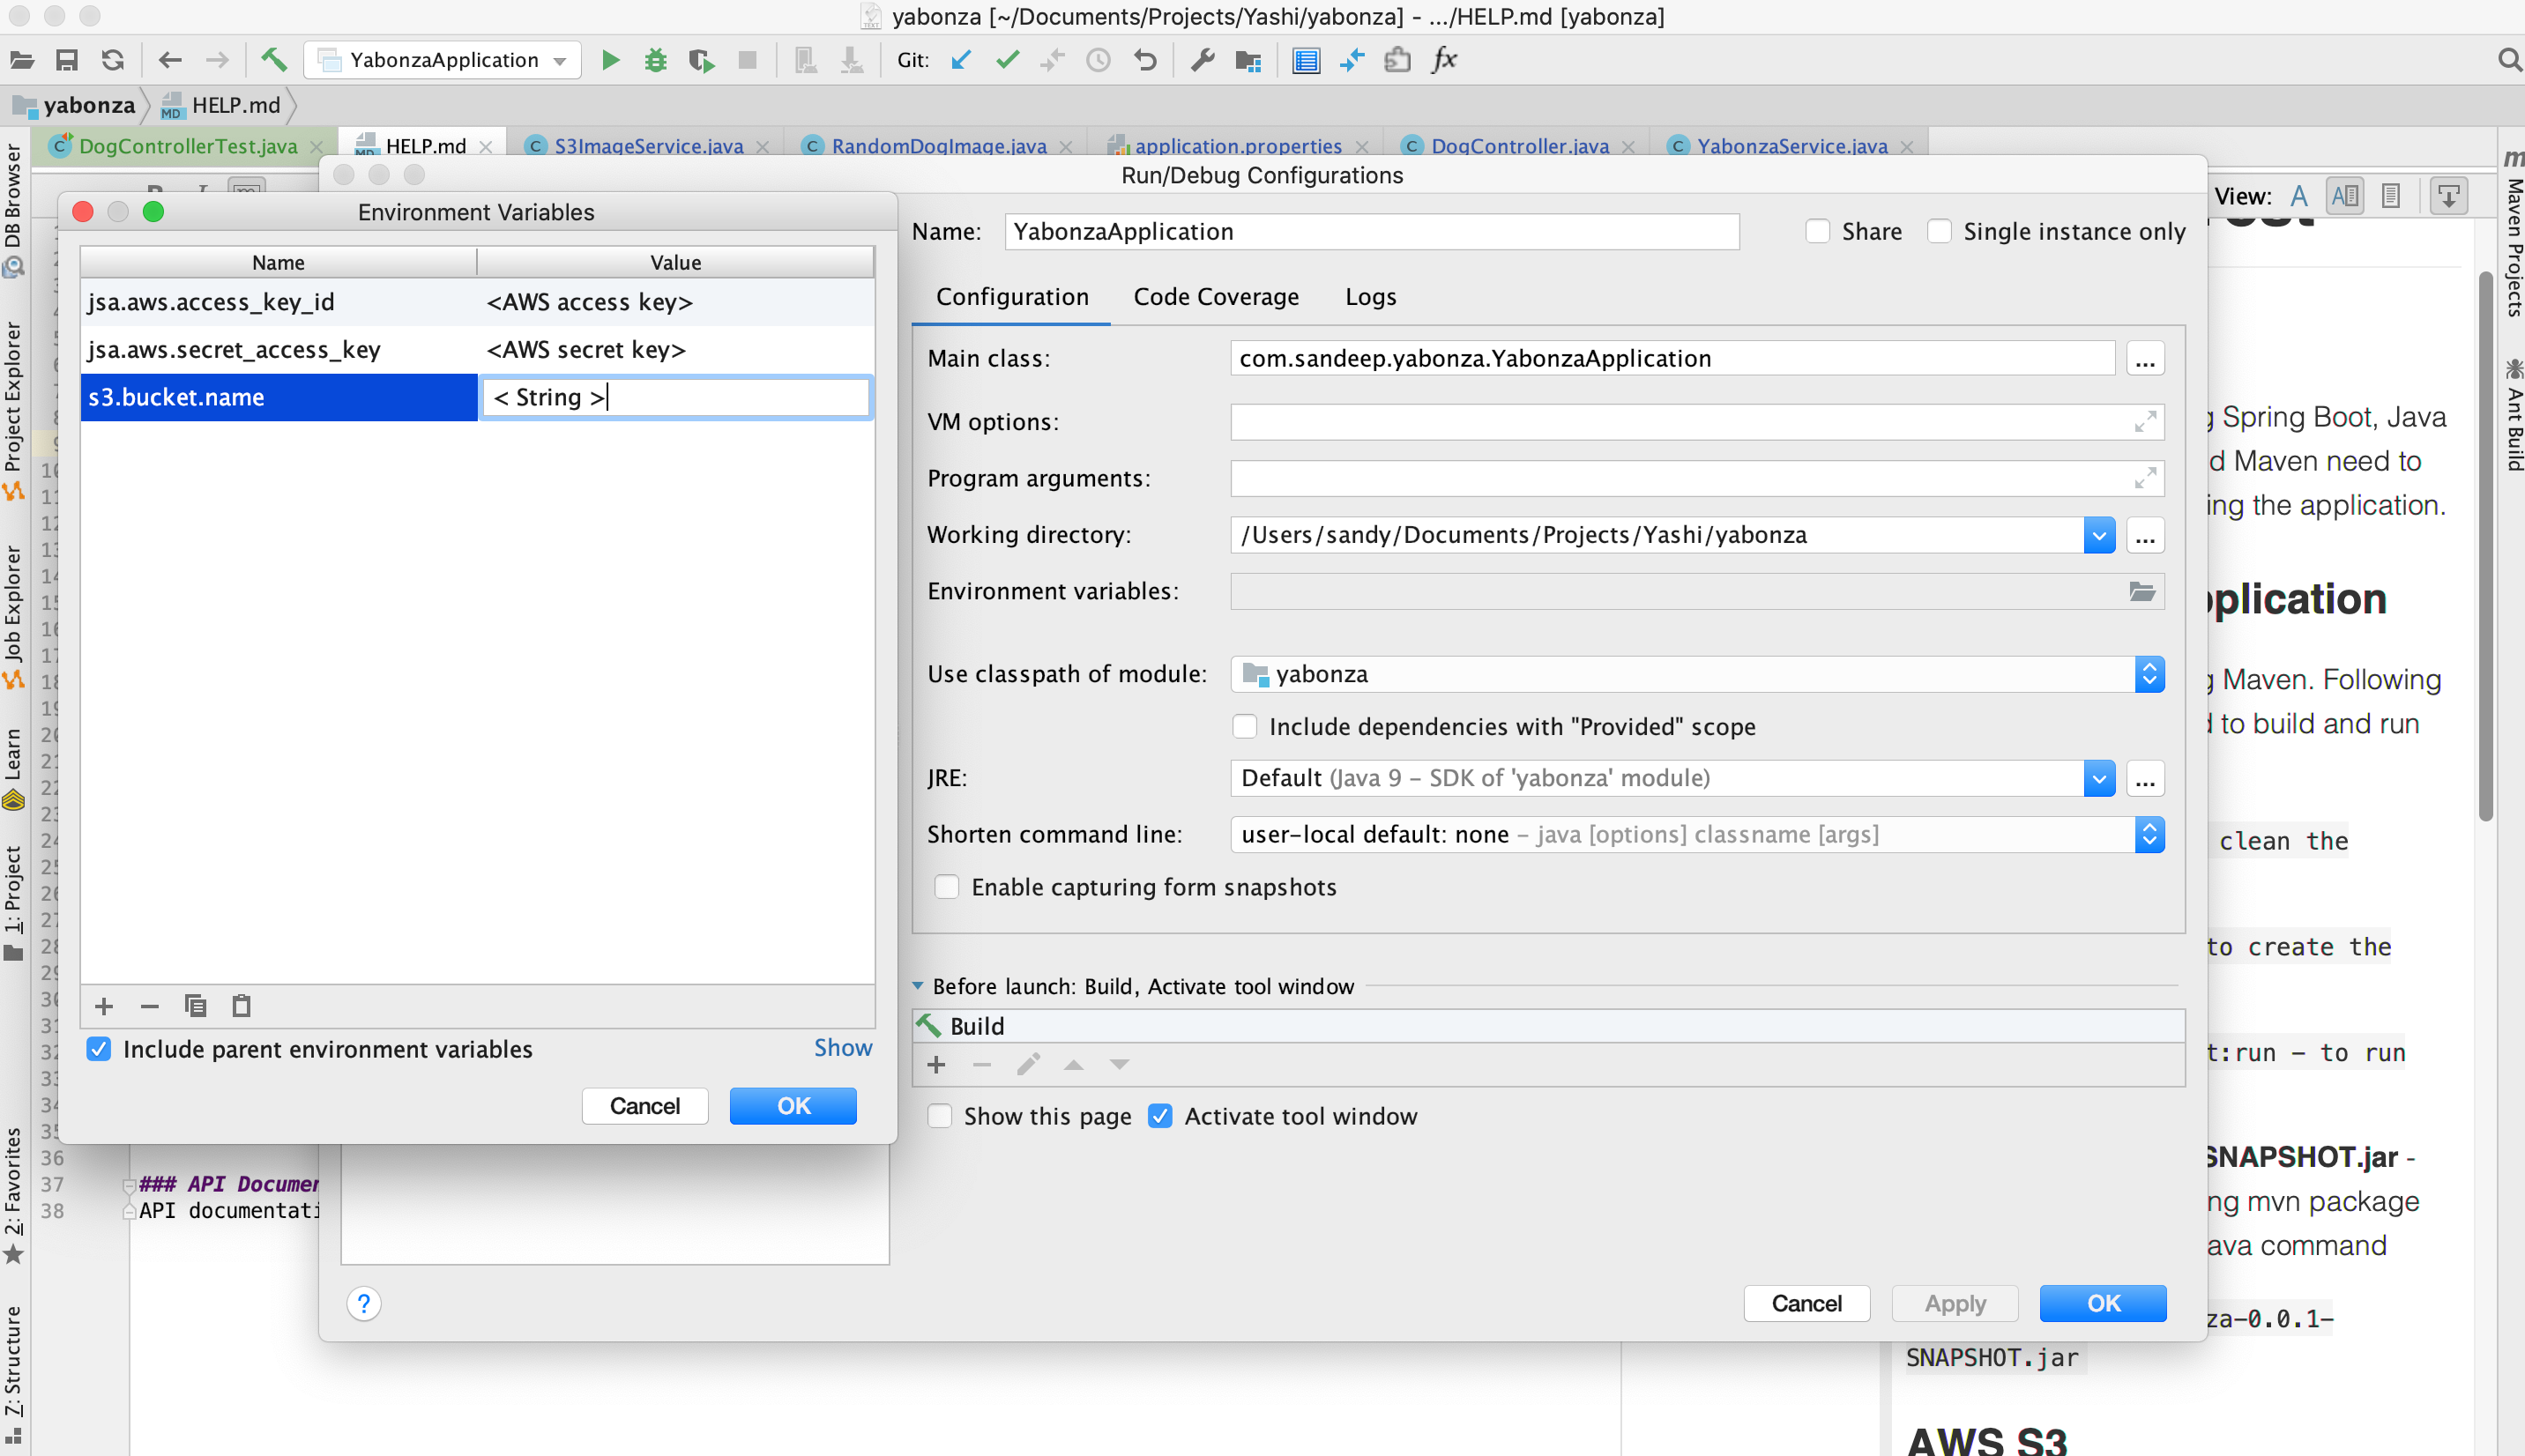 yabonza [~/Documents/Projects/Yashi/yabonza] - .../HELP.md [yabonza]
YabonzaApplication
Git:
yabonza
MD
HELP.md
DogControllerTest.java
HELP.md
S3ImageService.java
RandomDogImage.java
application.properties
DogController.java
YabonzaService.java
Run/Debug Configurations
View:
Environment Variables
Name
Value
jsa.aws.access_key_id
<AWS access key>
jsa.aws.secret_access_key
<AWS secret key>
s3.bucket.name
< String >
Include parent environment variables
Show
Cancel
OK
Name:
YabonzaApplication
Share
Single instance only
Configuration
Code Coverage
Logs
Main class:
com.sandeep.yabonza.YabonzaApplication
...
VM options:
Program arguments:
Working directory:
/Users/sandy/Documents/Projects/Yashi/yabonza
...
Environment variables:
Use classpath of module:
yabonza
Include dependencies with "Provided" scope
JRE:
Default (Java 9 – SDK of 'yabonza' module)
...
Shorten command line:
user-local default: none – java [options] classname [args]
Enable capturing form snapshots
Before launch: Build, Activate tool window
Build
Show this page
Activate tool window
?
Cancel
Apply
OK
DB Browser
Project Explorer
Job Explorer
Learn
1: Project
2: Favorites
7: Structure
Maven Projects
Ant Build
36
37
### API Documen
38
API documentati
Spring Boot, Java
d Maven need to
ing the application.
plication
g Maven. Following
d to build and run
clean the
to create the
t:run - to run
SNAPSHOT.jar -
ng mvn package
ava command
za-0.0.1-
SNAPSHOT.jar
AWS S3